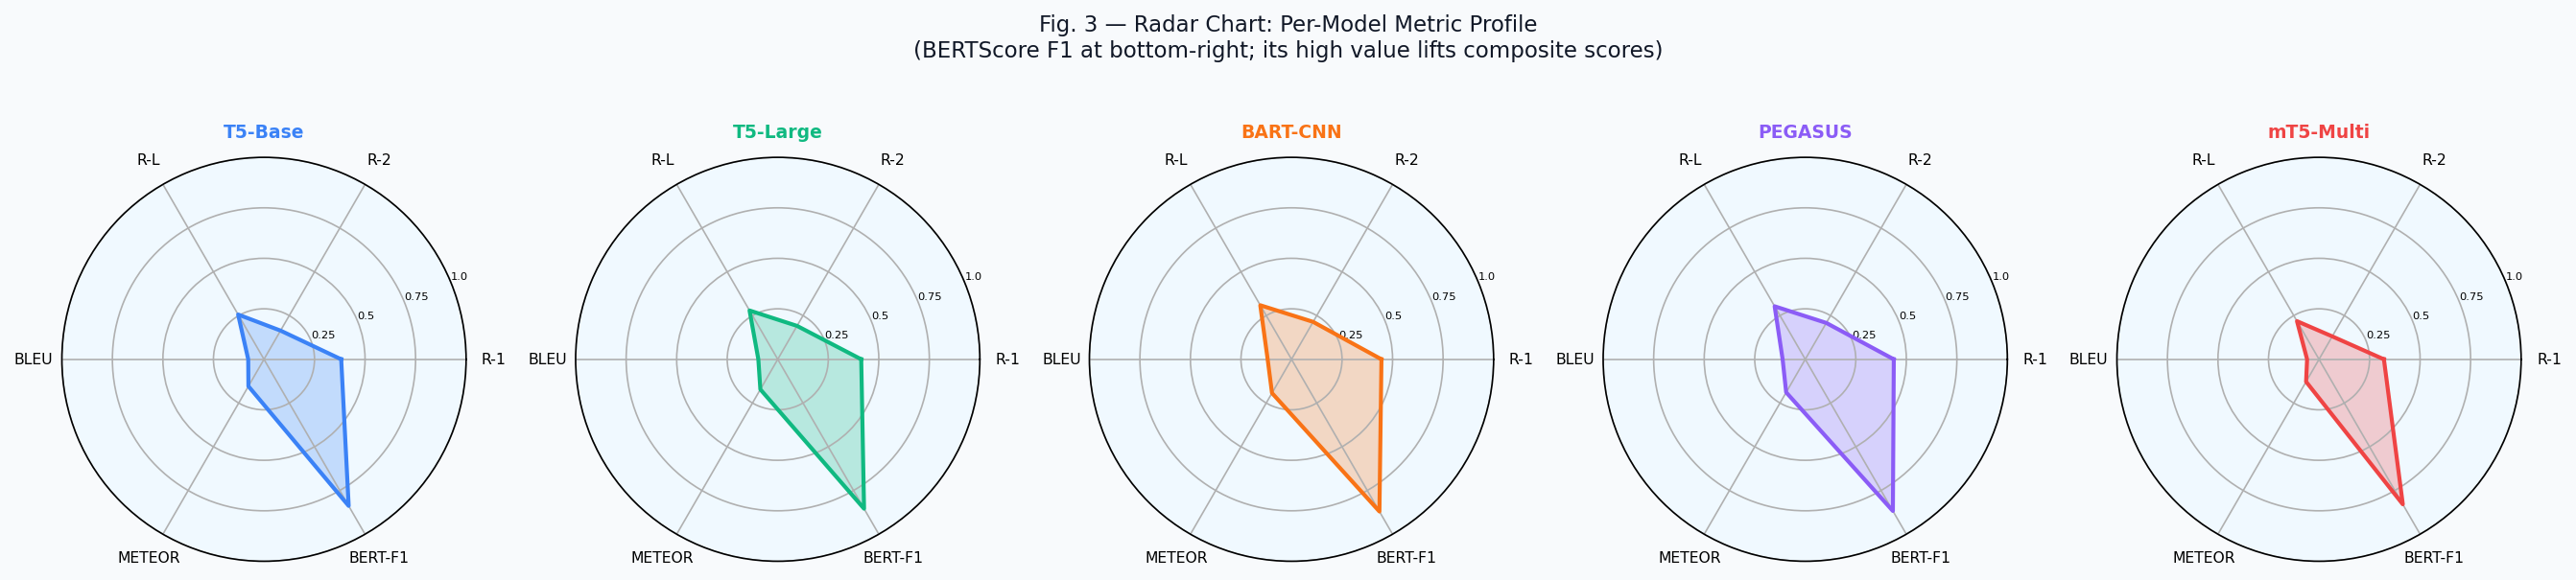 Fig. 3 — Radar Chart: Per-Model Metric Profile
(BERTScore F1 at bottom-right; its high value lifts composite scores)
T5-Base
R-L
R-2
1.0
0.75
0.5
0.25
BLEU
R-1
METEOR
BERT-F1
T5-Large
R-L
R-2
1.0
0.75
0.5
0.25
BLEU
R-1
METEOR
BERT-F1
BART-CNN
R-L
R-2
1.0
0.75
0.5
0.25
BLEU
R-1
METEOR
BERT-F1
PEGASUS
R-L
R-2
1.0
0.75
0.5
0.25
BLEU
R-1
METEOR
BERT-F1
mT5-Multi
R-L
R-2
1.0
0.75
0.5
0.25
BLEU
R-1
METEOR
BERT-F1